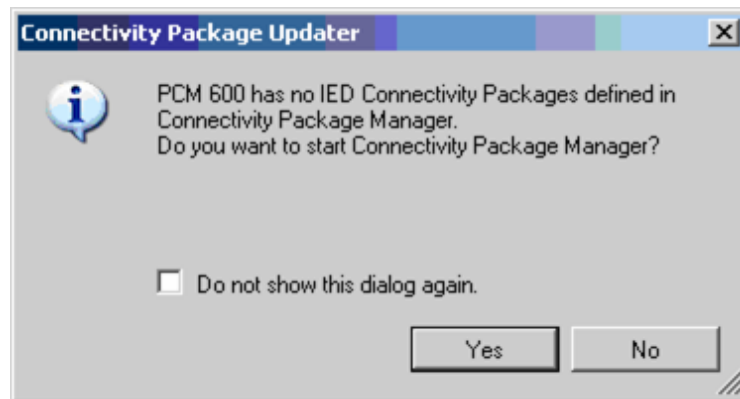 Connectivity Package Updater
PCM 600 has no IED Connectivity Packages defined in
Connectivity Package Manager.
Do you want to start Connectivity Package Manager?
Do not show this dialog again.
Yes
No